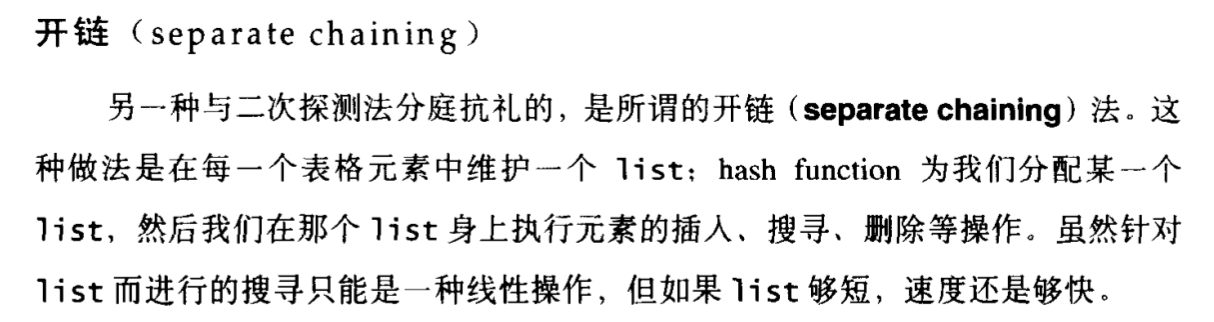 开链（separate chaining）
另一种与二次探测法分庭抗礼的，是所谓的开链（separate chaining）法。这
种做法是在每一个表格元素中维护一个 list；hash function 为我们分配某一个
list，然后我们在那个 list 身上执行元素的插入、搜寻、删除等操作。虽然针对
list 而进行的搜寻只能是一种线性操作，但如果 list 够短，速度还是够快。